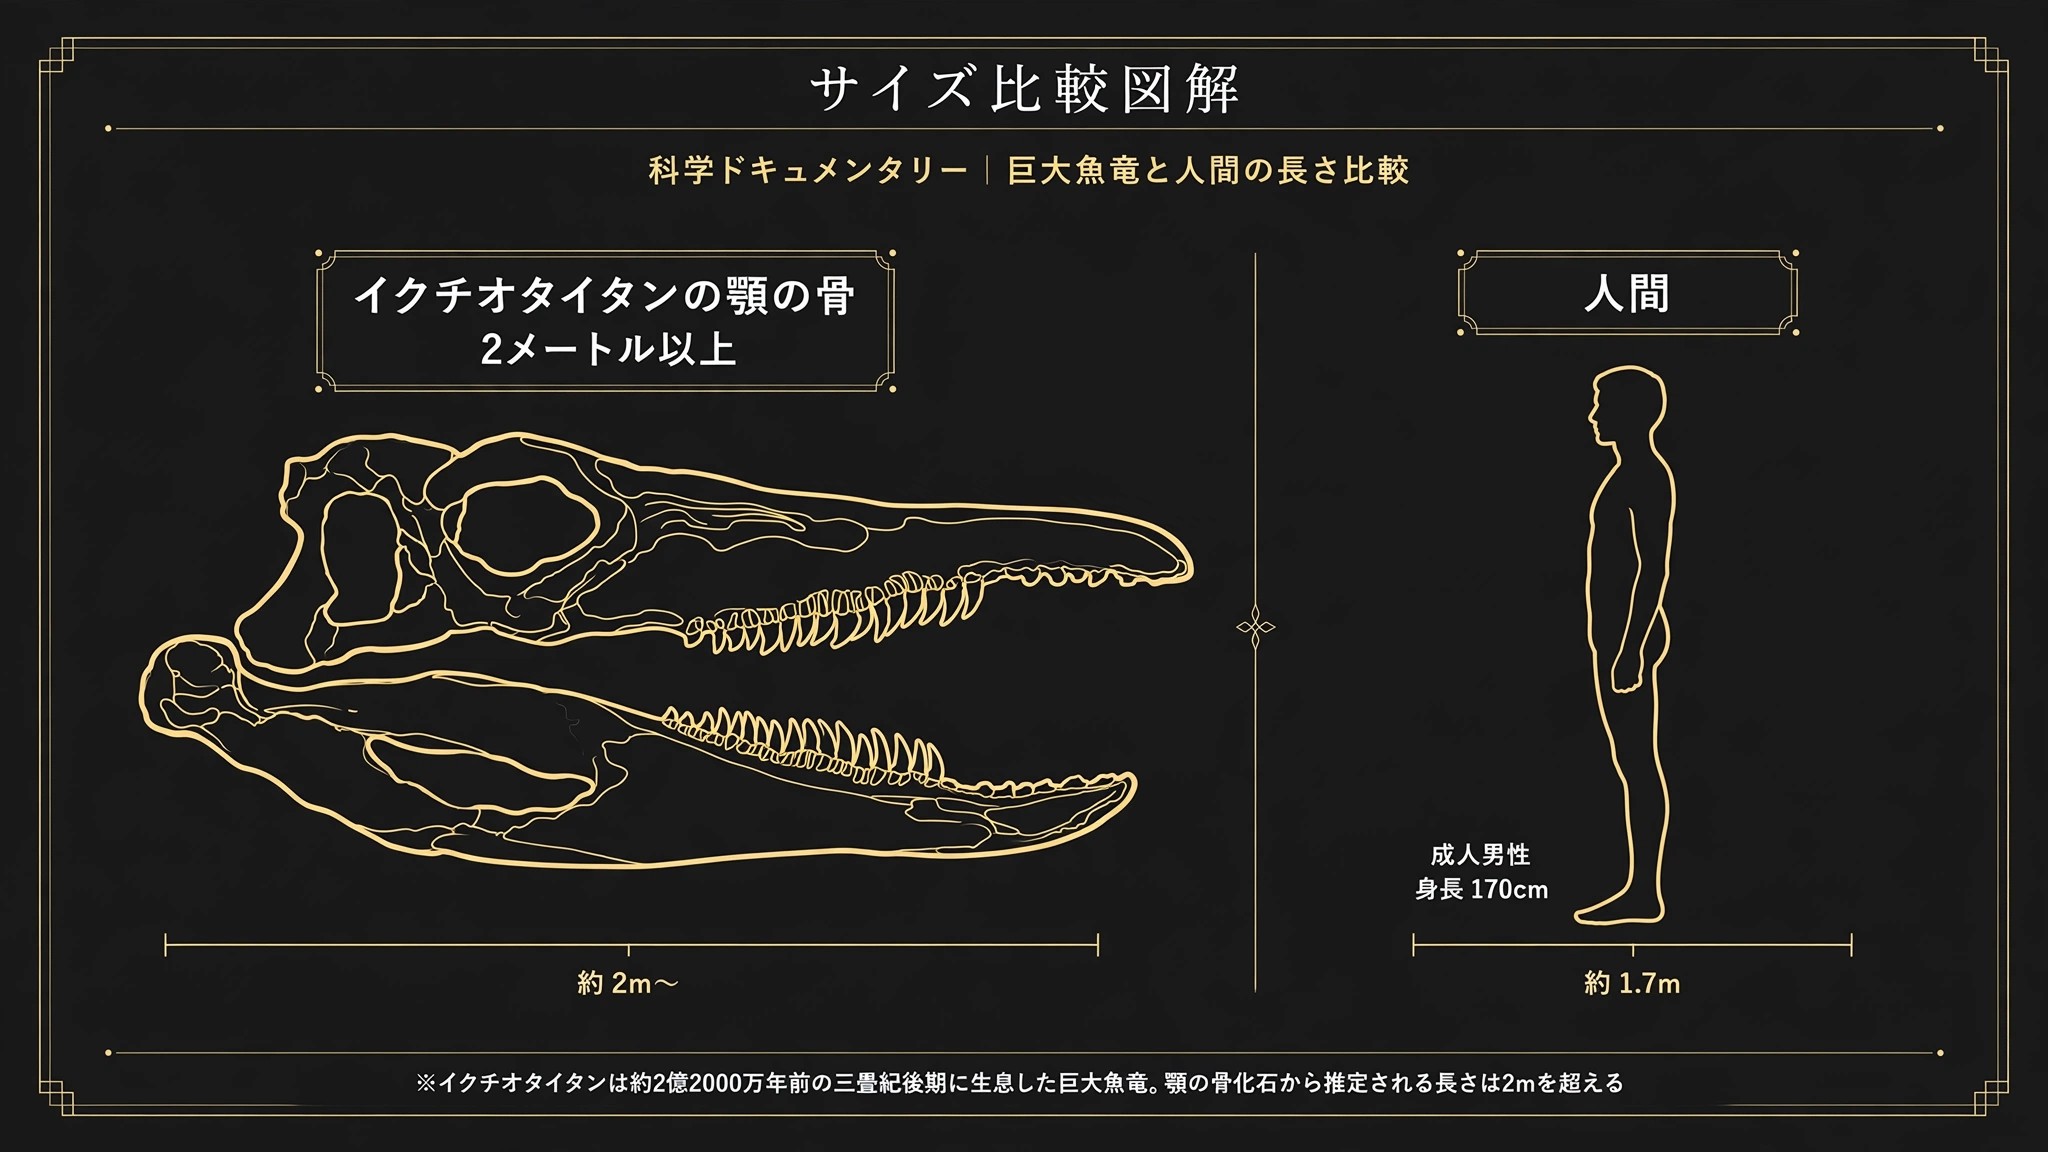 サイズ比較図解
科学ドキュメンタリー｜巨大魚竜と人間の長さ比較
イクチオタイタンの顎の骨
2メートル以上
人間
成人男性
身長 170cm
約 2m〜
約 1.7m
※イクチオタイタンは約2億2000万年前の三畳紀後期に生息した巨大魚竜。顎の骨化石から推定される長さは2mを超える